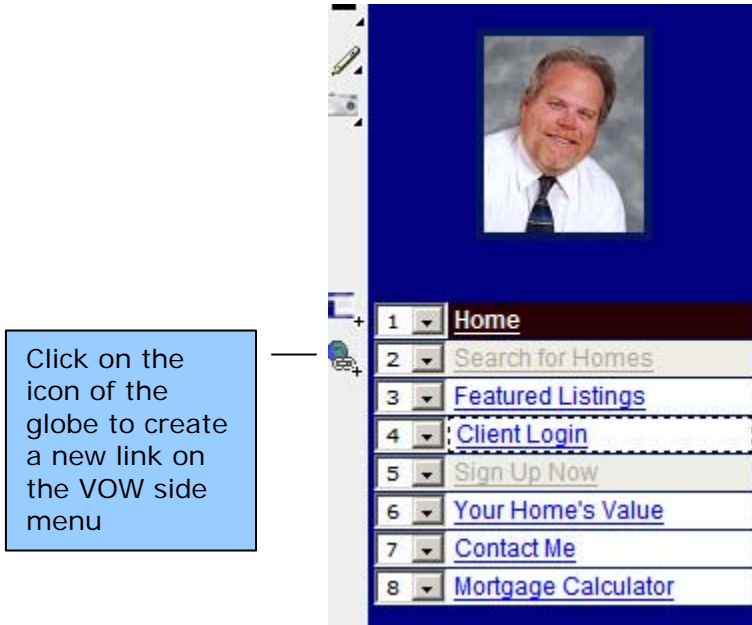 Click on the
icon of the
globe to create
a new link on
the VOW side
menu
1 Home
2 Search for Homes
3 Featured Listings
4 Client Login
5 Sign Up Now
6 Your Home's Value
7 Contact Me
8 Mortgage Calculator